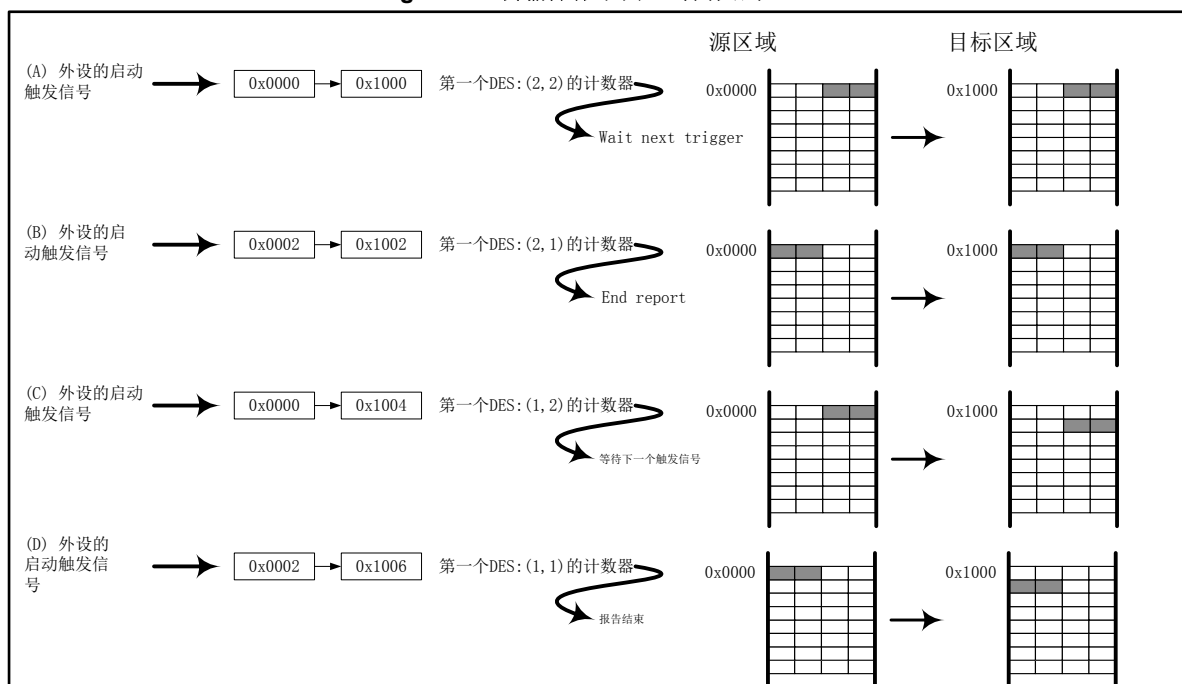 源区域
目标区域
(A) 外设的启动
触发信号
0x0000
0x1000
第一个DES:(2,2)的计数器
Wait next trigger
0x0000
0x1000
(B) 外设的启
动触发信号
0x0002
0x1002
第一个DES:(2,1)的计数器
End report
0x0000
0x1000
(C) 外设的启动
触发信号
0x0000
0x1004
第一个DES:(1,2)的计数器
等待下一个触发信号
0x0000
0x1000
(D) 外设的
启动触发信
号
0x0002
0x1006
第一个DES:(1,1)的计数器
报告结束
0x0000
0x1000